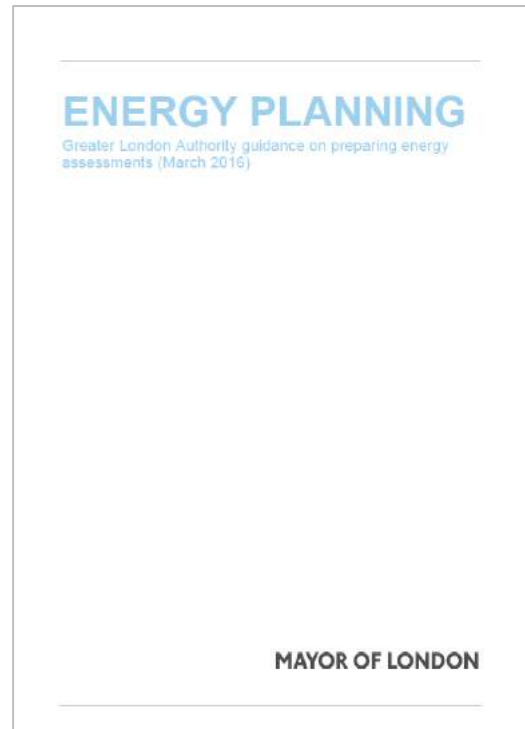 ENERGY PLANNING
Greater London Authority guidance on preparing energy
assessments (March 2016)
MAYOR OF LONDON